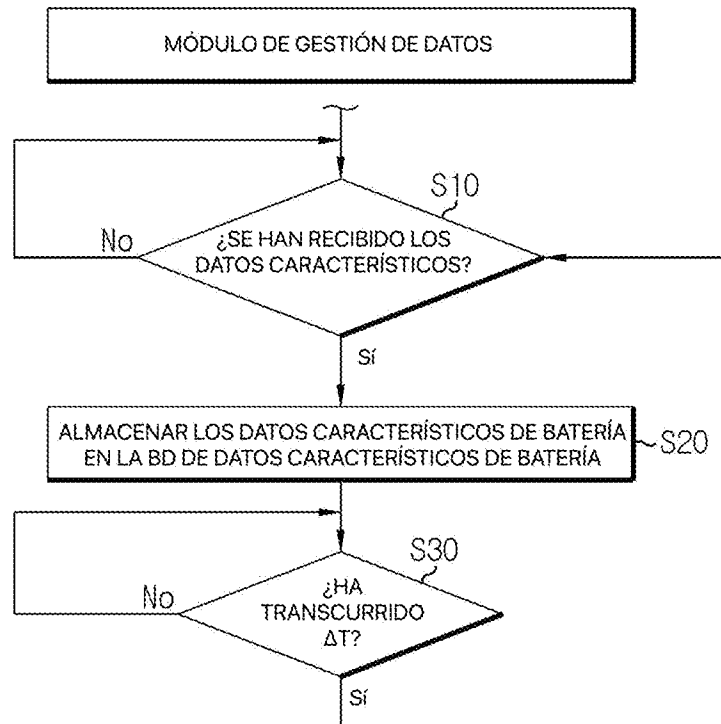 MÓDULO DE GESTIÓN DE DATOS
S10
No
¿SE HAN RECIBIDO LOS
DATOS CARACTERÍSTICOS?
Sí
ALMACENAR LOS DATOS CARACTERÍSTICOS DE BATERÍA
EN LA BD DE DATOS CARACTERÍSTICOS DE BATERÍA
S20
S30
No
¿HA
TRANSCURRIDO
ΔT?
Sí